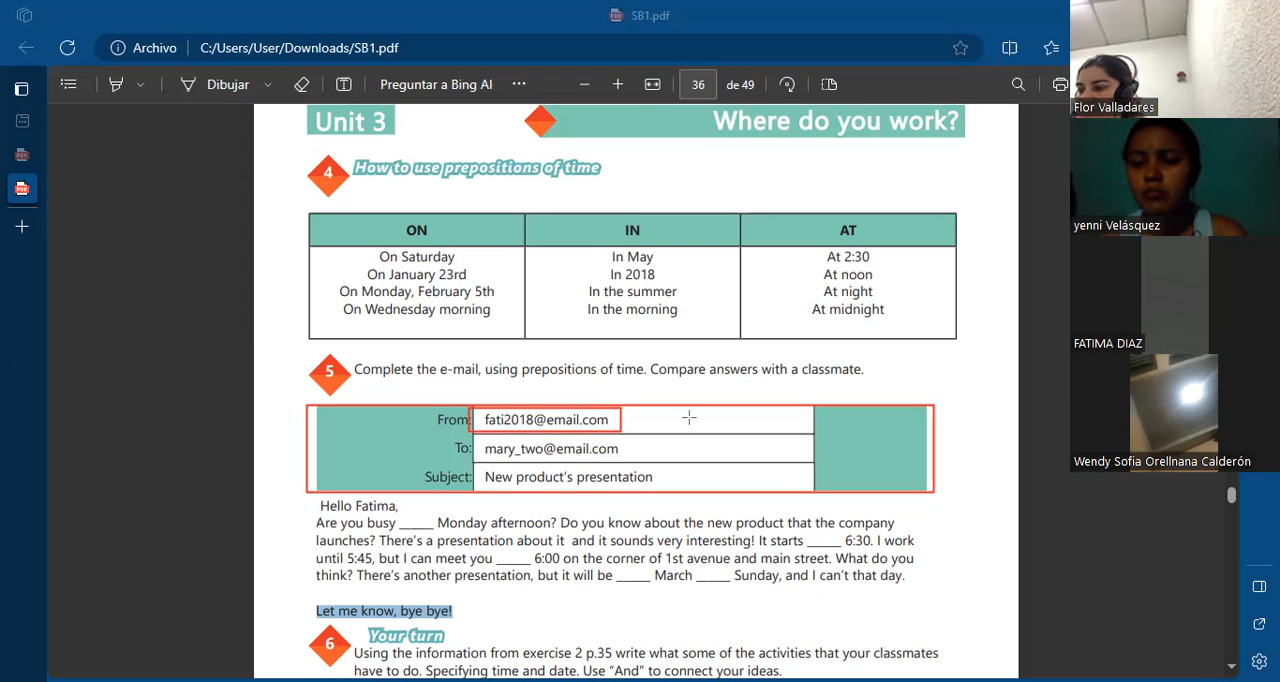 SB1.pdf
Archivo C:/Users/User/Downloads/SB1.pdf
Dibujar Preguntar a Bing AI 36 de 49
Flor Valladares
yenni Velásquez
FATIMA DIAZ
Wendy Sofia Orellnana Calderón
Unit 3 Where do you work?
4 How to use prepositions of time
ON IN AT
On Saturday In May At 2:30
On January 23rd In 2018 At noon
On Monday, February 5th In the summer At night
On Wednesday morning In the morning At midnight
5 Complete the e-mail, using prepositions of time. Compare answers with a classmate.
From: fati2018@email.com
To: mary_two@email.com
Subject: New product's presentation
Hello Fatima,
Are you busy _____ Monday afternoon? Do you know about the new product that the company
launches? There's a presentation about it and it sounds very interesting! It starts _____ 6:30. I work
until 5:45, but I can meet you _____ 6:00 on the corner of 1st avenue and main street. What do you
think? There's another presentation, but it will be _____ March _____ Sunday, and I can't that day.
Let me know, bye bye!
6 Your turn
Using the information from exercise 2 p.35 write what some of the activities that your classmates
have to do. Specifying time and date. Use “And” to connect your ideas.